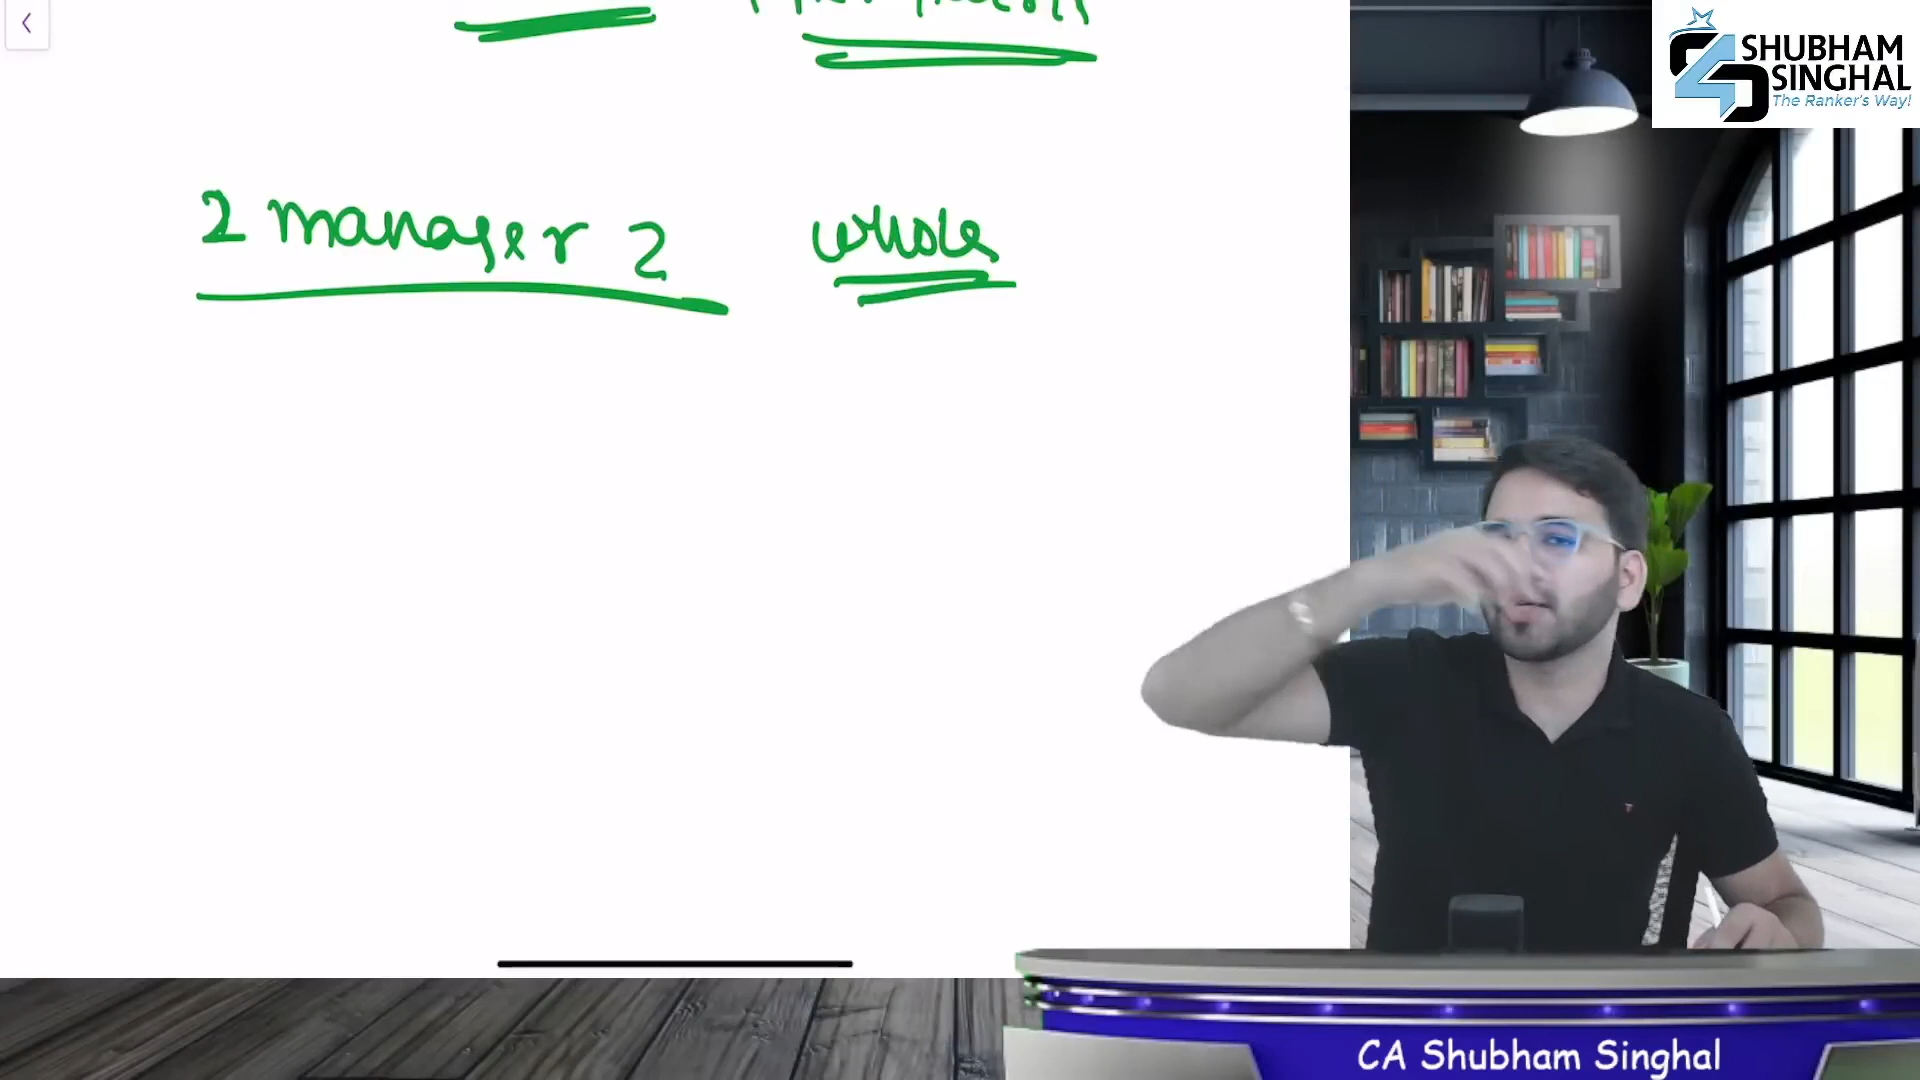 2 manager 2 whole
SHUBHAM
SINGHAL
The Ranker's Way!
CA Shubham Singhal